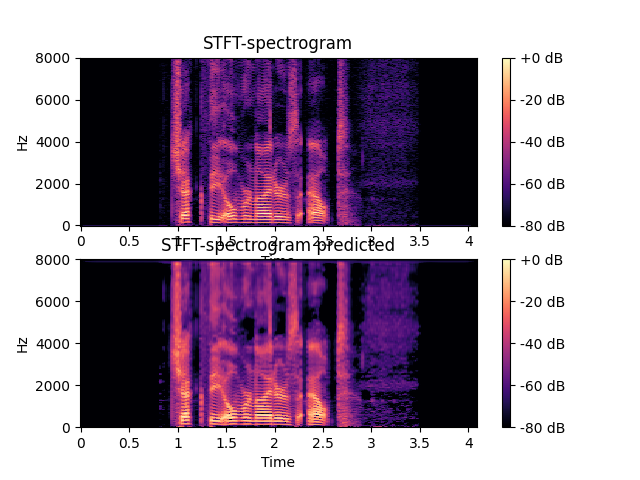 STFT-spectrogram
Hz
8000
6000
4000
2000
0
0 0.5 1 1.5 2 2.5 3 3.5 4
Time
+0 dB
-20 dB
-40 dB
-60 dB
-80 dB
STFT-spectrogram predicted
Hz
8000
6000
4000
2000
0
0 0.5 1 1.5 2 2.5 3 3.5 4
Time
+0 dB
-20 dB
-40 dB
-60 dB
-80 dB